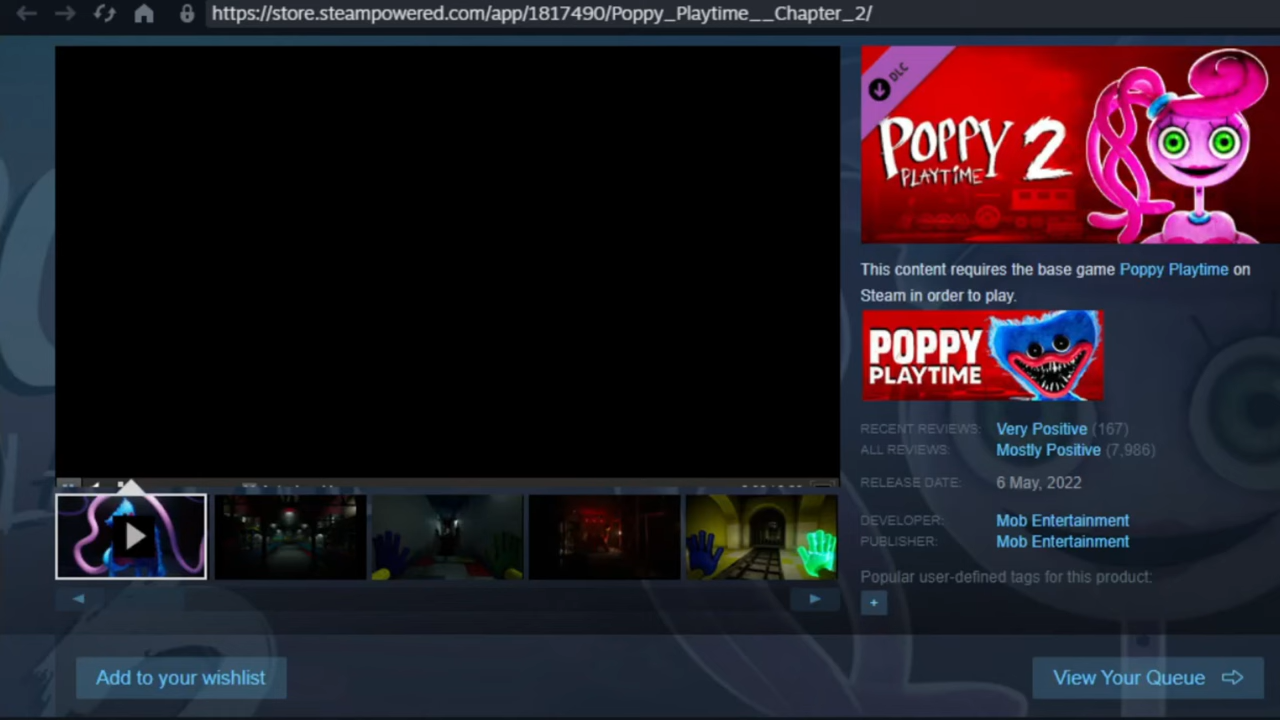 https://store.steampowered.com/app/1817490/Poppy_Playtime__Chapter_2/
DLC
POPPY 2
PLAYTIME
This content requires the base game Poppy Playtime on
Steam in order to play.
POPPY
PLAYTIME
RECENT REVIEWS: Very Positive (167)
ALL REVIEWS: Mostly Positive (7,986)
RELEASE DATE: 6 May, 2022
DEVELOPER: Mob Entertainment
PUBLISHER: Mob Entertainment
Popular user-defined tags for this product:
+
Add to your wishlist
View Your Queue